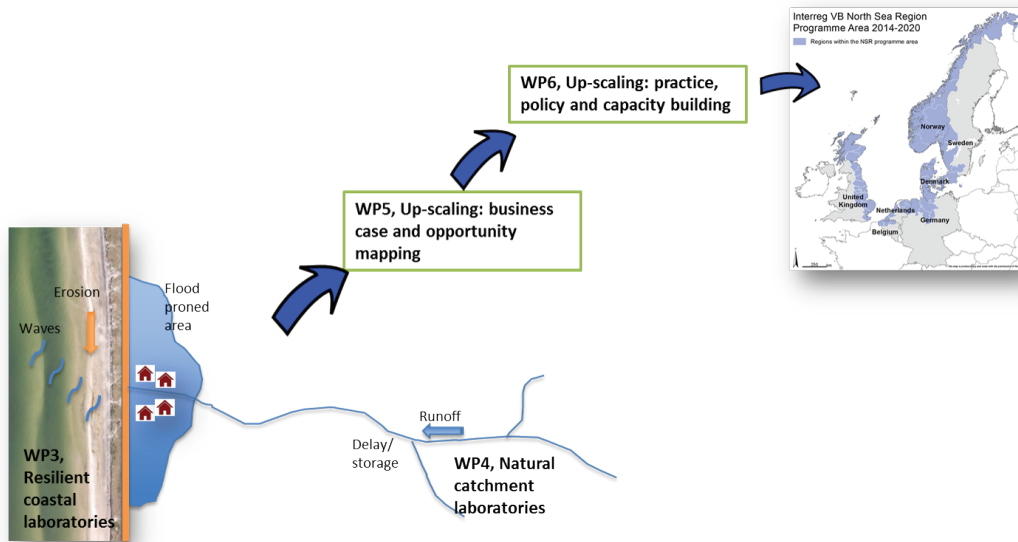 Interreg VB North Sea Region
Programme Area 2014-2020
Regions within the NSR programme area
Norway
Sweden
Denmark
United
Kingdom
Netherlands
Germany
Belgium
WP6, Up-scaling: practice,
policy and capacity building
WP5, Up-scaling: business
case and opportunity
mapping
Erosion
Waves
Flood
proned
area
WP3,
Resilient
coastal
laboratories
Runoff
Delay/
storage
WP4, Natural
catchment
laboratories